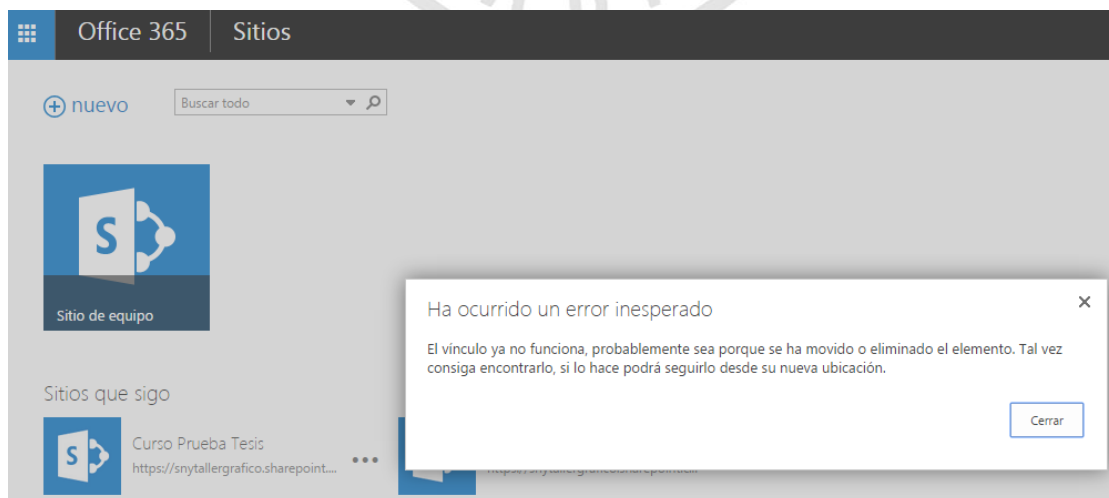 Office 365 Sitios
nuevo
Buscar todo
S
Sitio de equipo
Ha ocurrido un error inesperado
El vínculo ya no funciona, probablemente sea porque se ha movido o eliminado el elemento. Tal vez
consiga encontrarlo, si lo hace podrá seguirlo desde su nueva ubicación.
Cerrar
Sitios que sigo
S
Curso Prueba Tesis
https://snytallergrafico.sharepoint....